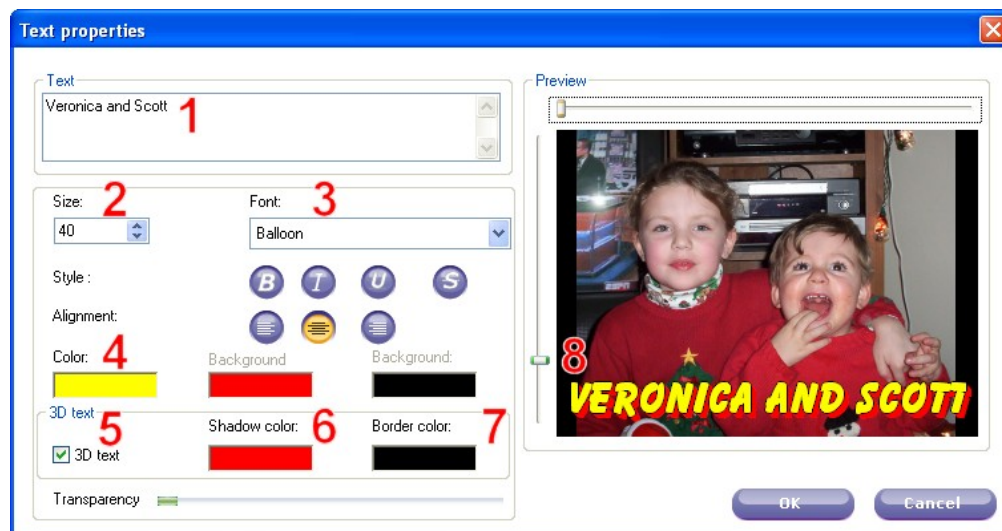 Text properties
Text
Veronica and Scott 1
Size: 2
40
Font: 3
Balloon
Style :
B I U S
Alignment:
Color: 4
Background
Background:
3D text
5
3D text
Shadow color: 6
Border color: 7
Transparency
Preview
ESPN
8
VERONICA AND SCOTT
OK
Cancel